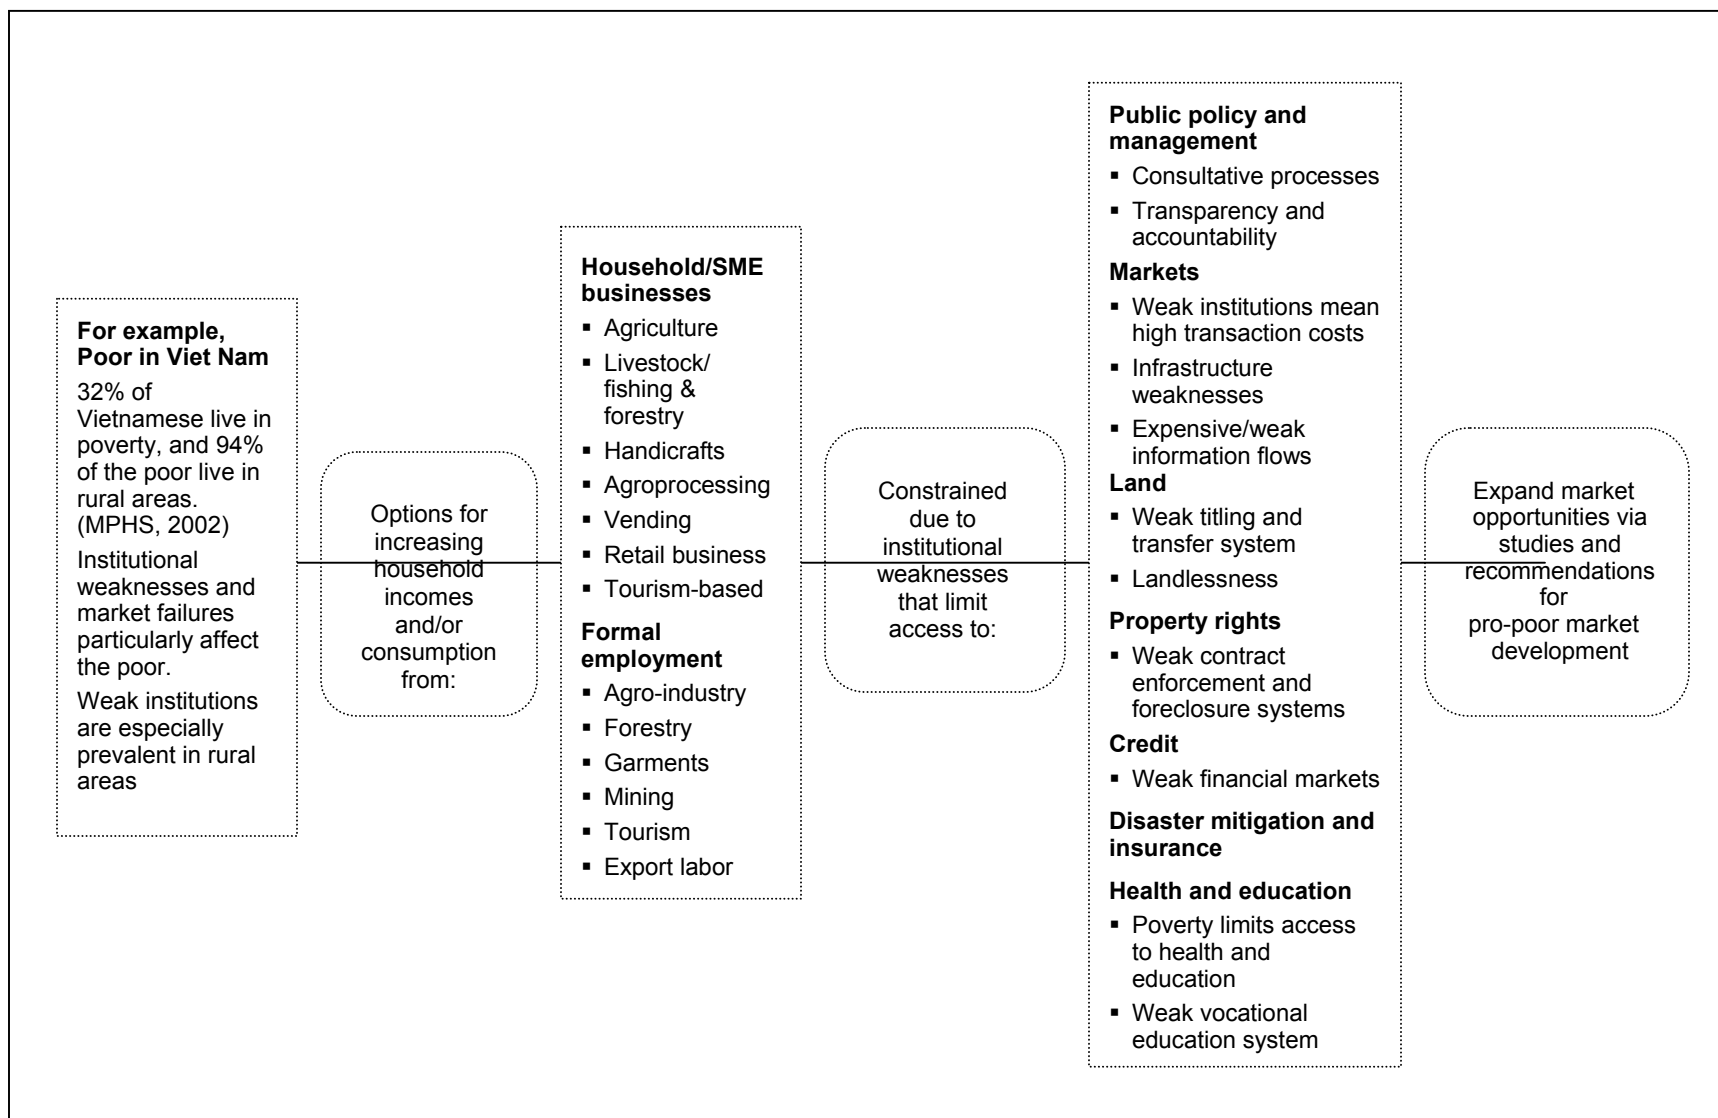 For example,
Poor in Viet Nam
32% of
Vietnamese live in
poverty, and 94%
of the poor live in
rural areas.
(MPHS, 2002)
Institutional
weaknesses and
market failures
particularly affect
the poor.
Weak institutions
are especially
prevalent in rural
areas
Options for
increasing
household
incomes
and/or
consumption
from:
Household/SME
businesses
▪ Agriculture
▪ Livestock/
fishing &
forestry
▪ Handicrafts
▪ Agroprocessing
▪ Vending
▪ Retail business
▪ Tourism-based
Formal
employment
▪ Agro-industry
▪ Forestry
▪ Garments
▪ Mining
▪ Tourism
▪ Export labor
Constrained
due to
institutional
weaknesses
that limit
access to:
Public policy and
management
▪ Consultative processes
▪ Transparency and
accountability
Markets
▪ Weak institutions mean
high transaction costs
▪ Infrastructure
weaknesses
▪ Expensive/weak
information flows
Land
▪ Weak titling and
transfer system
▪ Landlessness
Property rights
▪ Weak contract
enforcement and
foreclosure systems
Credit
▪ Weak financial markets
Disaster mitigation and
insurance
Health and education
▪ Poverty limits access
to health and
education
▪ Weak vocational
education system
Expand market
opportunities via
studies and
recommendations
for
pro-poor market
development